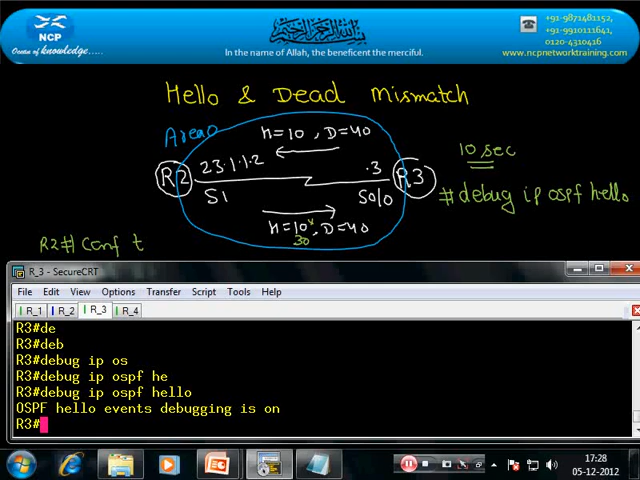 NCP
Ocean of knowledge.....
بسم الله الرحمن الرحيم
In the name of Allah, the beneficent the merciful.
+91-9871481152,
+91-9910111641,
0120-4310416
www.ncpnetworktraining.com
Hello & Dead Mismatch
Area0
H=10 , D=40
10 sec
R2
23.1.1.2
.3
R3
S1
S0/0
#debug ip ospf hello
H=10 , D=40
30
R2# Conf t
R_3 - SecureCRT
File Edit View Options Transfer Script Tools Help
R_1 R_2 R_3 R_4
R3#de
R3#deb
R3#debug ip os
R3#debug ip ospf he
R3#debug ip ospf hello
OSPF hello events debugging is on
R3#
17:28
05-12-2012